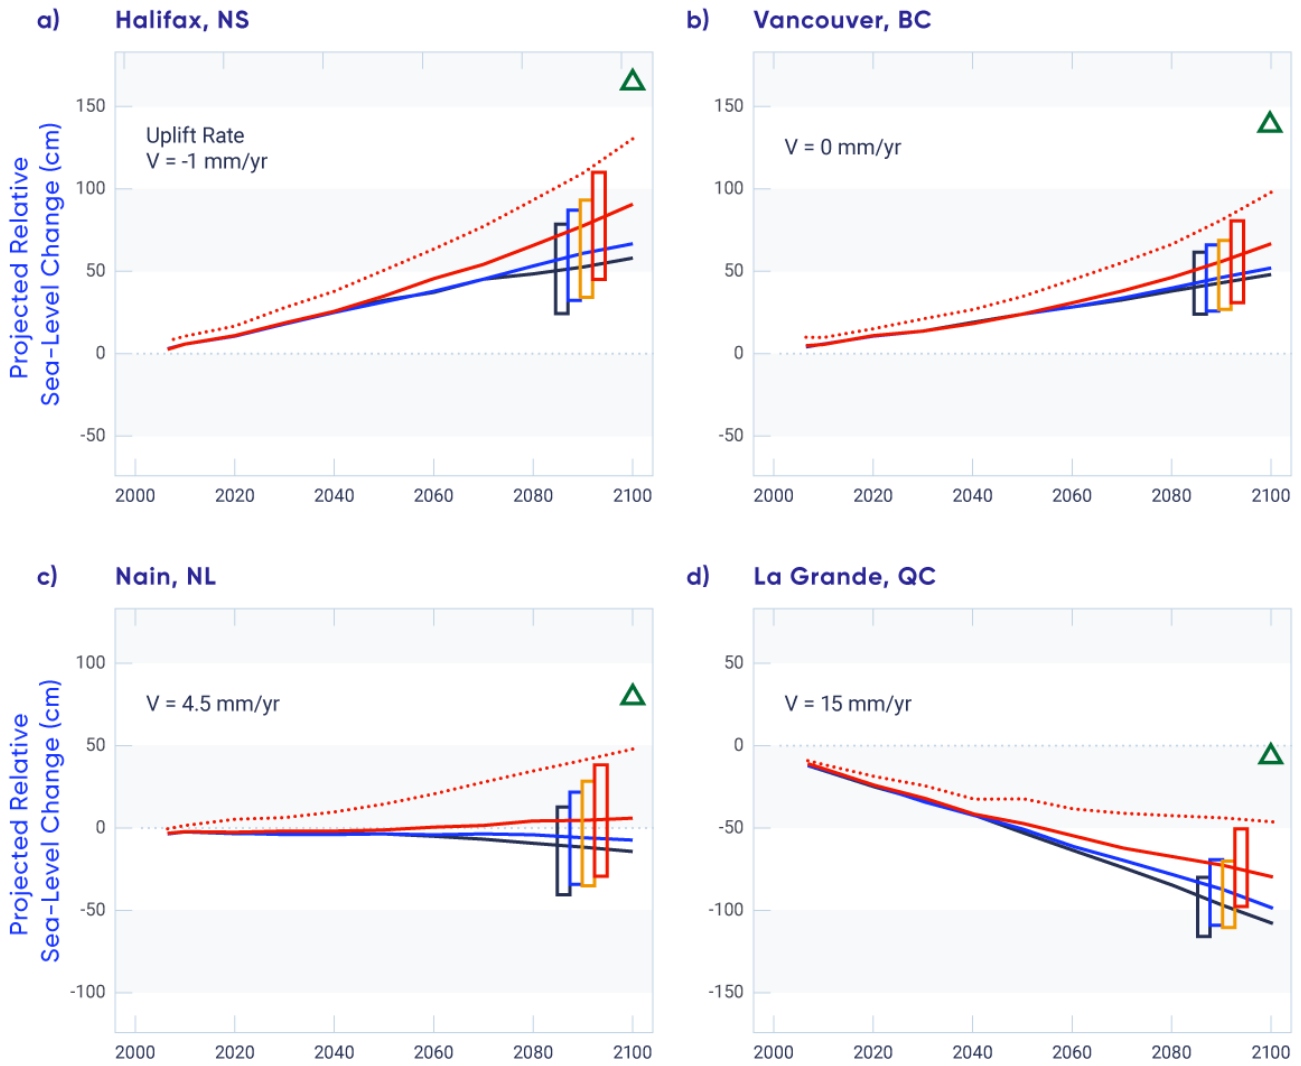 a) Halifax, NS
Projected Relative
Sea-Level Change (cm)
150
100
50
0
-50
Uplift Rate
V = -1 mm/yr
2000 2020 2040 2060 2080 2100
b) Vancouver, BC
150
100
50
0
-50
V = 0 mm/yr
2000 2020 2040 2060 2080 2100
c) Nain, NL
Projected Relative
Sea-Level Change (cm)
100
50
0
-50
-100
V = 4.5 mm/yr
2000 2020 2040 2060 2080 2100
d) La Grande, QC
50
0
-50
-100
-150
V = 15 mm/yr
2000 2020 2040 2060 2080 2100